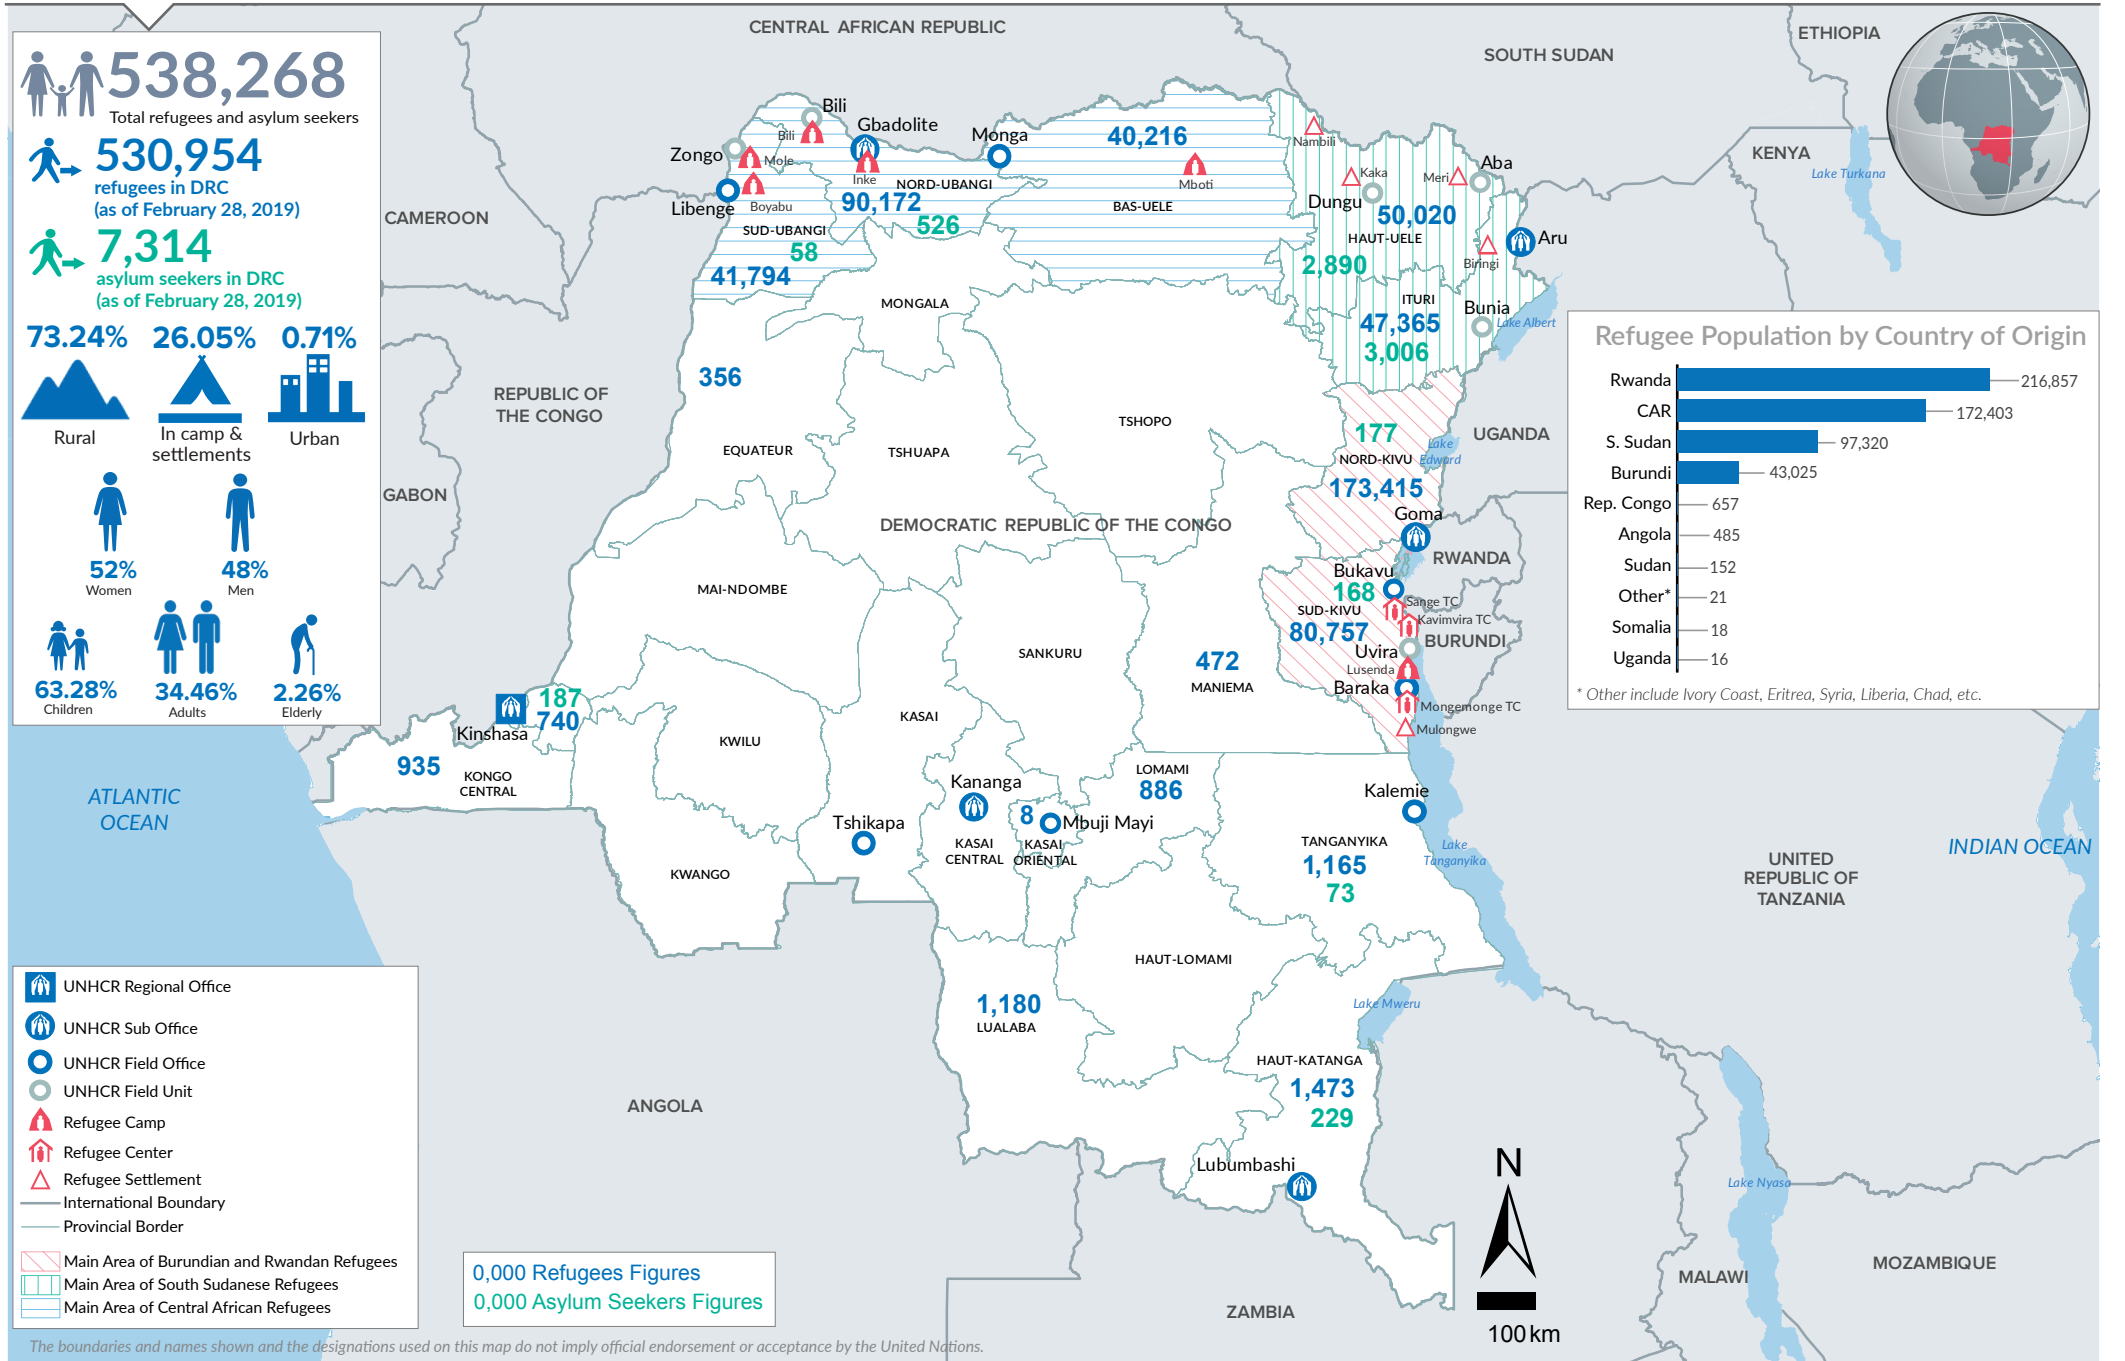 538,268
Total refugees and asylum seekers
530,954
refugees in DRC
(as of February 28, 2019)
7,314
asylum seekers in DRC
(as of February 28, 2019)
73.24%
26.05%
0.71%
Rural
In camp &
settlements
Urban
52%
Women
48%
Men
63.28%
Children
34.46%
Adults
2.26%
Elderly
CENTRAL AFRICAN REPUBLIC
SOUTH SUDAN
ETHIOPIA
KENYA
Lake Turkana
CAMEROON
REPUBLIC OF
THE CONGO
GABON
Bili
Bili
Gbadolite
Zongo
Mole
Inke
Monga
40,216
Mboti
BAS-UELE
Libenge
Boyabu
NORD-UBANGI
90,172
526
SUD-UBANGI
58
41,794
MONGALA
Nambili
Kaka
Meri
Aba
Dungu
50,020
HAUT-UELE
2,890
Biringi
Aru
ITURI
47,365
3,006
Bunia
Lake Albert
356
EQUATEUR
TSHUAPA
TSHOPO
177
NORD-KIVU
173,415
Lake
Edward
UGANDA
Goma
DEMOCRATIC REPUBLIC OF THE CONGO
RWANDA
Bukavu
168
Sange TC
SUD-KIVU
Kavimvira TC
80,757
BURUNDI
Uvira
Lusenda
Baraka
Mongemonge TC
Mulongwe
MAI-NDOMBE
SANKURU
472
MANIEMA
187
740
Kinshasa
KASAI
KWILU
935
KONGO
CENTRAL
Kananga
LOMAMI
886
8
Mbuji Mayi
Tshikapa
KASAI
CENTRAL
KASAI
ORIENTAL
KWANGO
Kalemie
TANGANYIKA
1,165
73
Lake
Tanganyika
HAUT-LOMAMI
1,180
LUALABA
Lake Mweru
HAUT-KATANGA
1,473
229
Lubumbashi
ATLANTIC
OCEAN
INDIAN OCEAN
UNITED
REPUBLIC OF
TANZANIA
ANGOLA
ZAMBIA
MALAWI
Lake Nyasa
MOZAMBIQUE
Refugee Population by Country of Origin
Rwanda 216,857
CAR 172,403
S. Sudan 97,320
Burundi 43,025
Rep. Congo 657
Angola 485
Sudan 152
Other* 21
Somalia 18
Uganda 16
* Other include Ivory Coast, Eritrea, Syria, Liberia, Chad, etc.
UNHCR Regional Office
UNHCR Sub Office
UNHCR Field Office
UNHCR Field Unit
Refugee Camp
Refugee Center
Refugee Settlement
International Boundary
Provincial Border
Main Area of Burundian and Rwandan Refugees
Main Area of South Sudanese Refugees
Main Area of Central African Refugees
0,000 Refugees Figures
0,000 Asylum Seekers Figures
N
100 km
The boundaries and names shown and the designations used on this map do not imply official endorsement or acceptance by the United Nations.